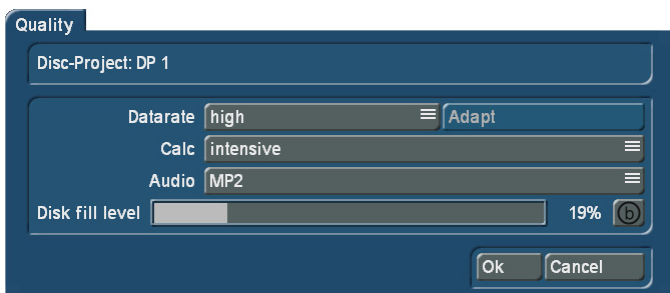 Quality
Disc-Project: DP 1
Datarate high Adapt
Calc intensive
Audio MP2
Disk fill level 19% b
Ok Cancel